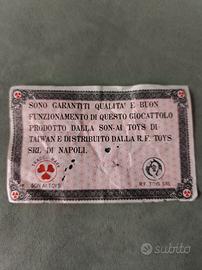 SONO GARANTITI QUALITA' E BUON
FUNZIONAMENTO DI QUESTO GIOCATTOLO
PRODOTTO DALLA SON-AI TOYS DI
TAIWAN E DISTRIBUITO DALLA R.F. TOYS
SRL DI NAPOLI.
SON AI TOYS
R.F. TOYS SRL
subito